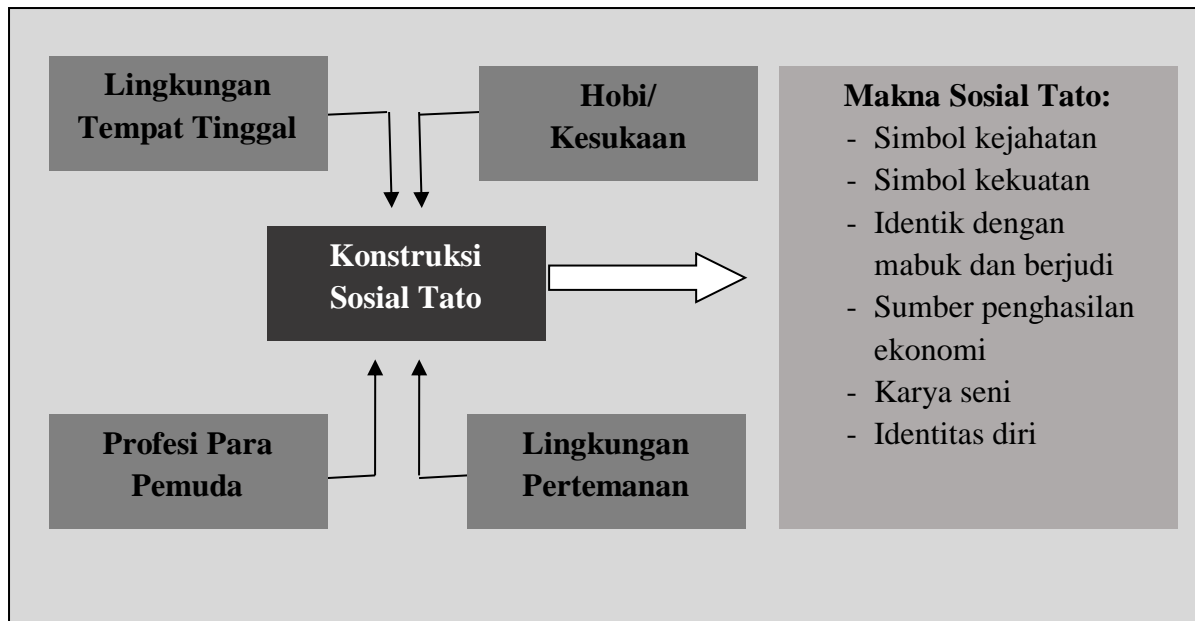 Lingkungan
Tempat Tinggal
Hobi/
Kesukaan
Konstruksi
Sosial Tato
Profesi Para
Pemuda
Lingkungan
Pertemanan
Makna Sosial Tato:
- Simbol kejahatan
- Simbol kekuatan
- Identik dengan
mabuk dan berjudi
- Sumber penghasilan
ekonomi
- Karya seni
- Identitas diri